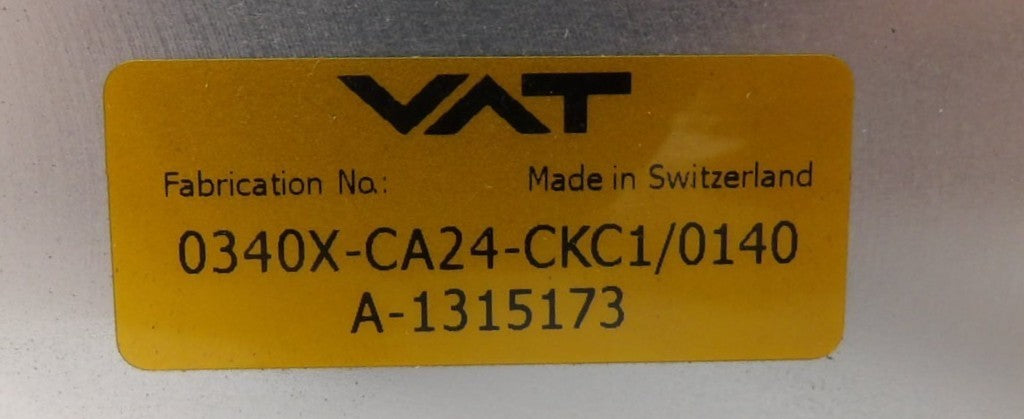 VAT
Fabrication No.: Made in Switzerland
0340X-CA24-CKC1/0140
A-1315173